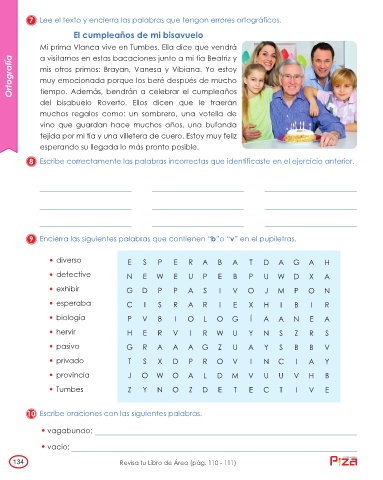 7 Lee el texto y encierra las palabras que tengan errores ortográficos.
El cumpleaños de mi bisavuelo
Mi prima Vianca vive en Tumbes. Ella dice que vendrá
a visitarnos en estas bacaciones junto a mi tía Beatriz y
mis otros primos: Brayan, Vanesa y Vibiana. Yo estoy
muy emocionada porque los beré después de mucho
tiempo. Además, bendrán a celebrar el cumpleaños
del bisabuelo Roverto. Ellos dicen que le traerán
muchos regalos como: un sombrero, una votella de
vino que guardan hace muchos años, una bufanda
tejida por mi tía y una villetera de cuero. Estoy muy feliz
esperando su llegada lo más pronto posible.
Ortografía
8 Escribe correctamente las palabras incorrectas que identificaste en el ejercicio anterior.
9 Encierra las siguientes palabras que contienen “b”o “v” en el pupiletras.
• diverso
• detective
• exhibir
• esperaba
• biología
• hervir
• pasivo
• privado
• provincia
• Tumbes
E S P E R A B A T D A G A H
N E W E U P E B P U W D X A
G D P P A S I V O J M P O N
C I S R A R I E X H I B I R
P V B I O L O G Í A A N E A
H E R V I R W U Y N S Z R S
G R A A A G Z U A Y S B B V
T S X D P R O V I N C I A Y
J O W O A L D M V U U V H B
Z Y N O Z D E T E C T I V E
10 Escribe oraciones con las siguientes palabras.
• vagabundo:
• vacío:
134
Revisa tu Libro de Área (pág. 110 - 111)